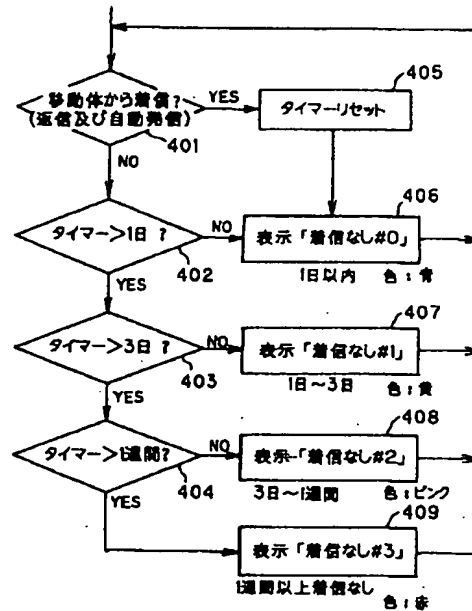 405
移動体から着信?
(返信及び自動発信)
YES
タイマーリセット
401
NO
406
タイマー>1日?
NO
表示「着信なし#0」
402
1日以内 色:青
YES
407
タイマー>3日?
NO
表示「着信なし#1」
403
1日~3日 色:黄
YES
408
タイマー>1週間?
NO
表示「着信なし#2」
404
3日~1週間 色:ピンク
YES
409
表示「着信なし#3」
1週間以上着信なし
色:赤